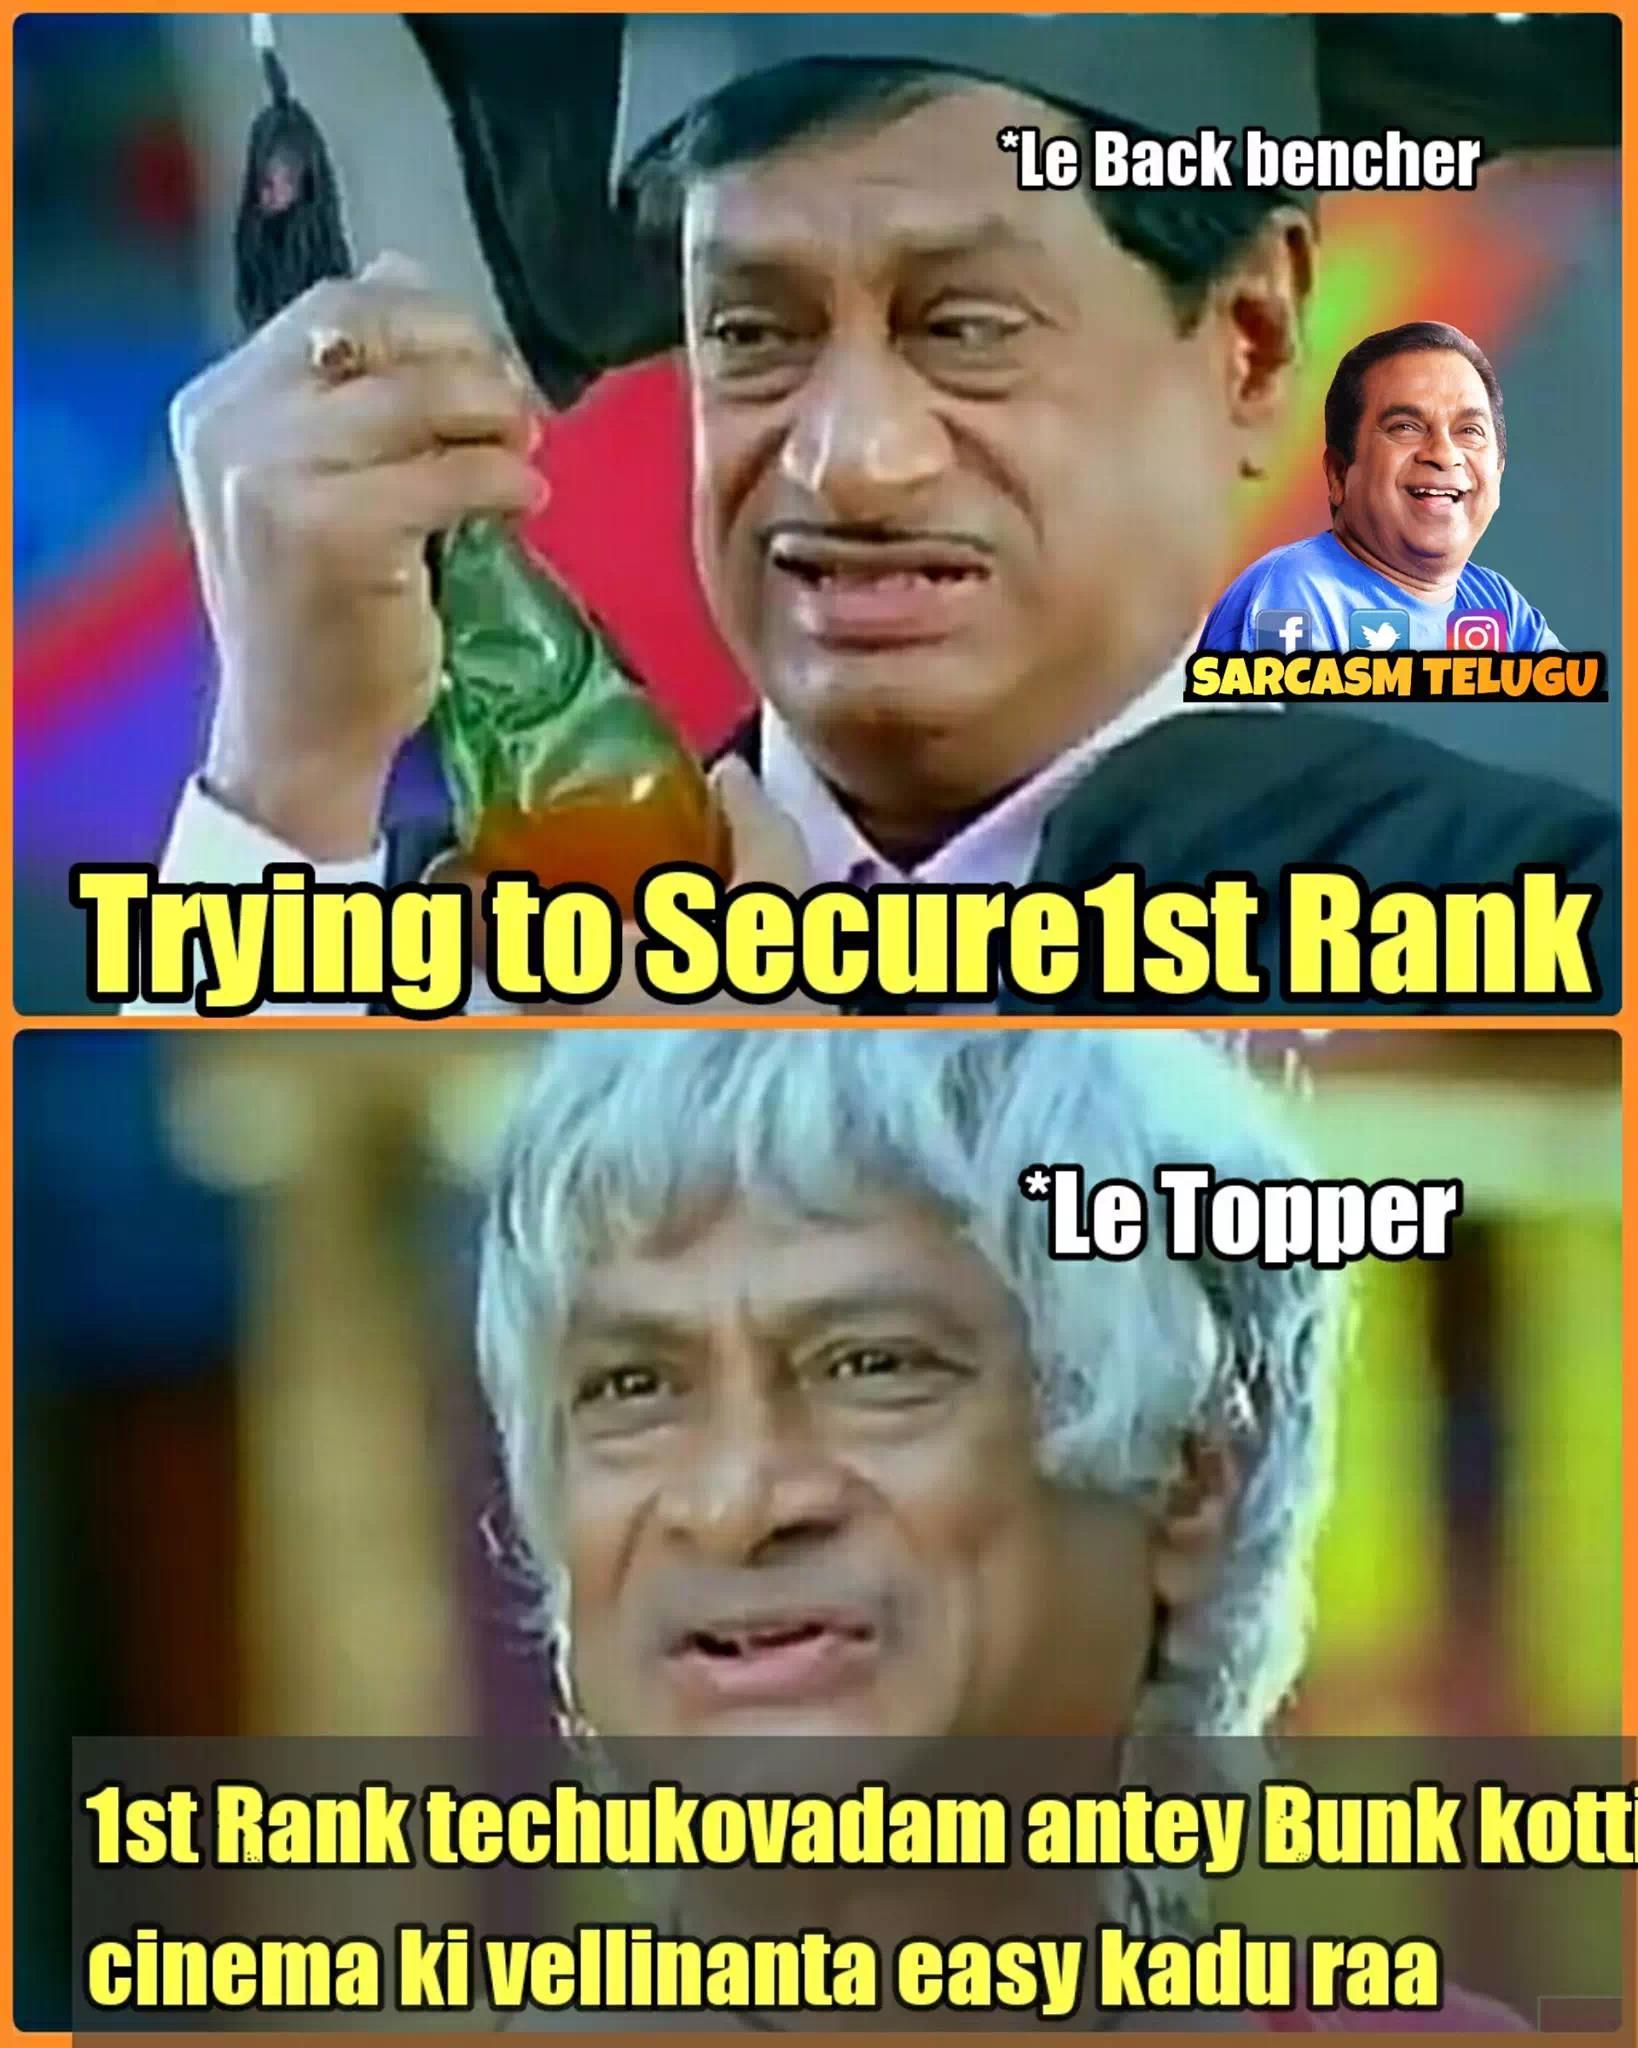 *Le Back bencher
f
SARCASM TELUGU
Trying to Secure1st Rank
*Le Topper
1st Rank techukovadam antey Bunk kotti
cinema ki vellinanta easy kadu raa